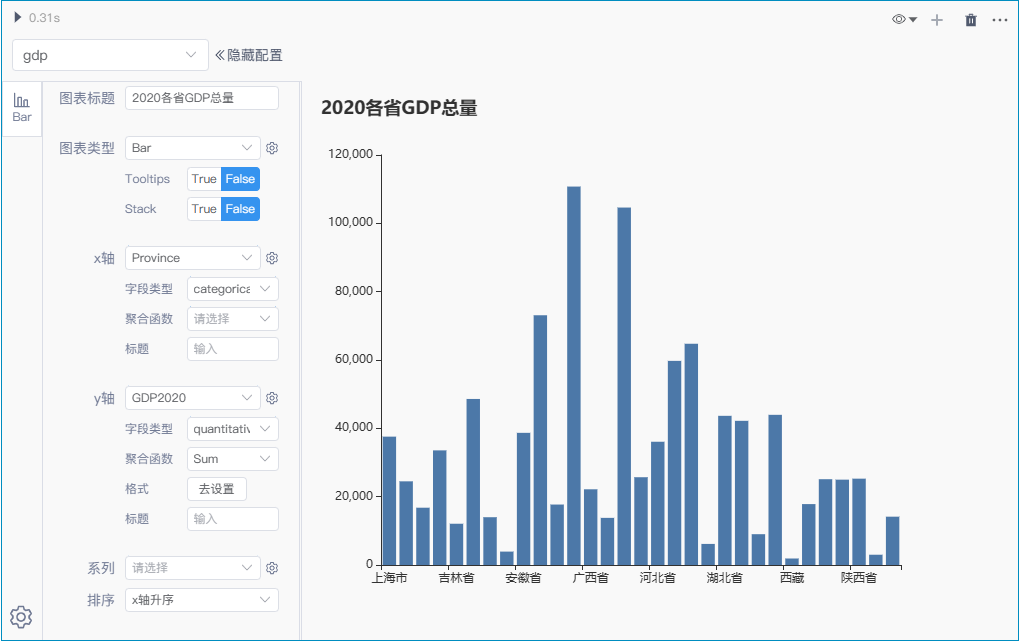 0.31s
gdp
隐藏配置
Bar
图表标题 2020各省GDP总量
图表类型 Bar
Tooltips True False
Stack True False
x轴 Province
字段类型 categorica
聚合函数 请选择
标题 输入
y轴 GDP2020
字段类型 quantitativ
聚合函数 Sum
格式 去设置
标题 输入
系列 请选择
排序 x轴升序
2020各省GDP总量
120,000
100,000
80,000
60,000
40,000
20,000
0
上海市 吉林省 安徽省 广西省 河北省 湖北省 西藏 陕西省